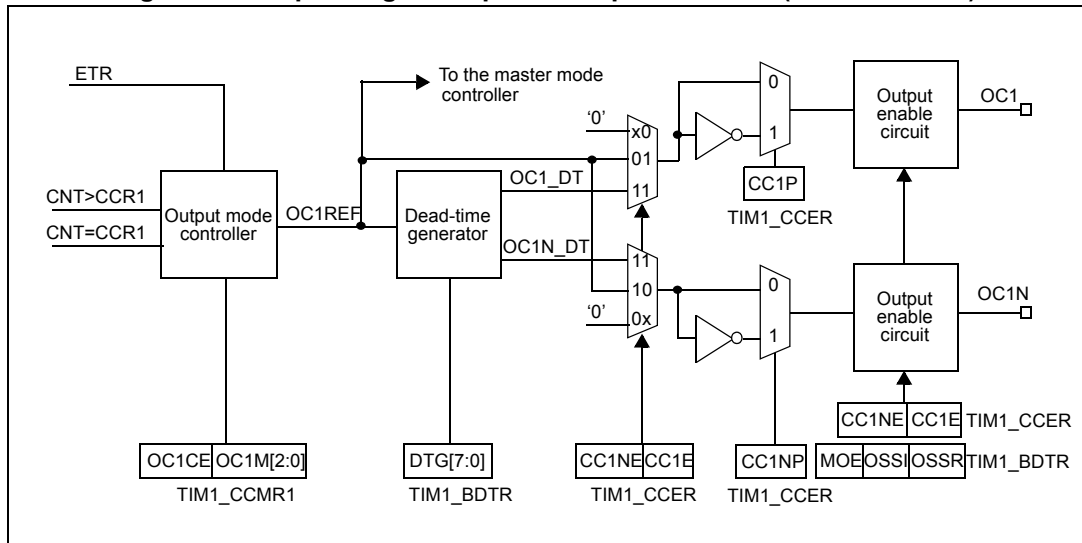 ETR
To the master mode
controller
CNT>CCR1
CNT=CCR1
Output mode
controller
OC1REF
Dead-time
generator
OC1_DT
OC1N_DT
'0'
x0
01
11
11
10
'0'
0x
0
1
CC1P
TIM1_CCER
Output
enable
circuit
OC1
0
1
Output
enable
circuit
OC1N
OC1CE OC1M[2:0]
TIM1_CCMR1
DTG[7:0]
TIM1_BDTR
CC1NE CC1E
TIM1_CCER
CC1NP
TIM1_CCER
CC1NE CC1E TIM1_CCER
MOE OSSI OSSR TIM1_BDTR